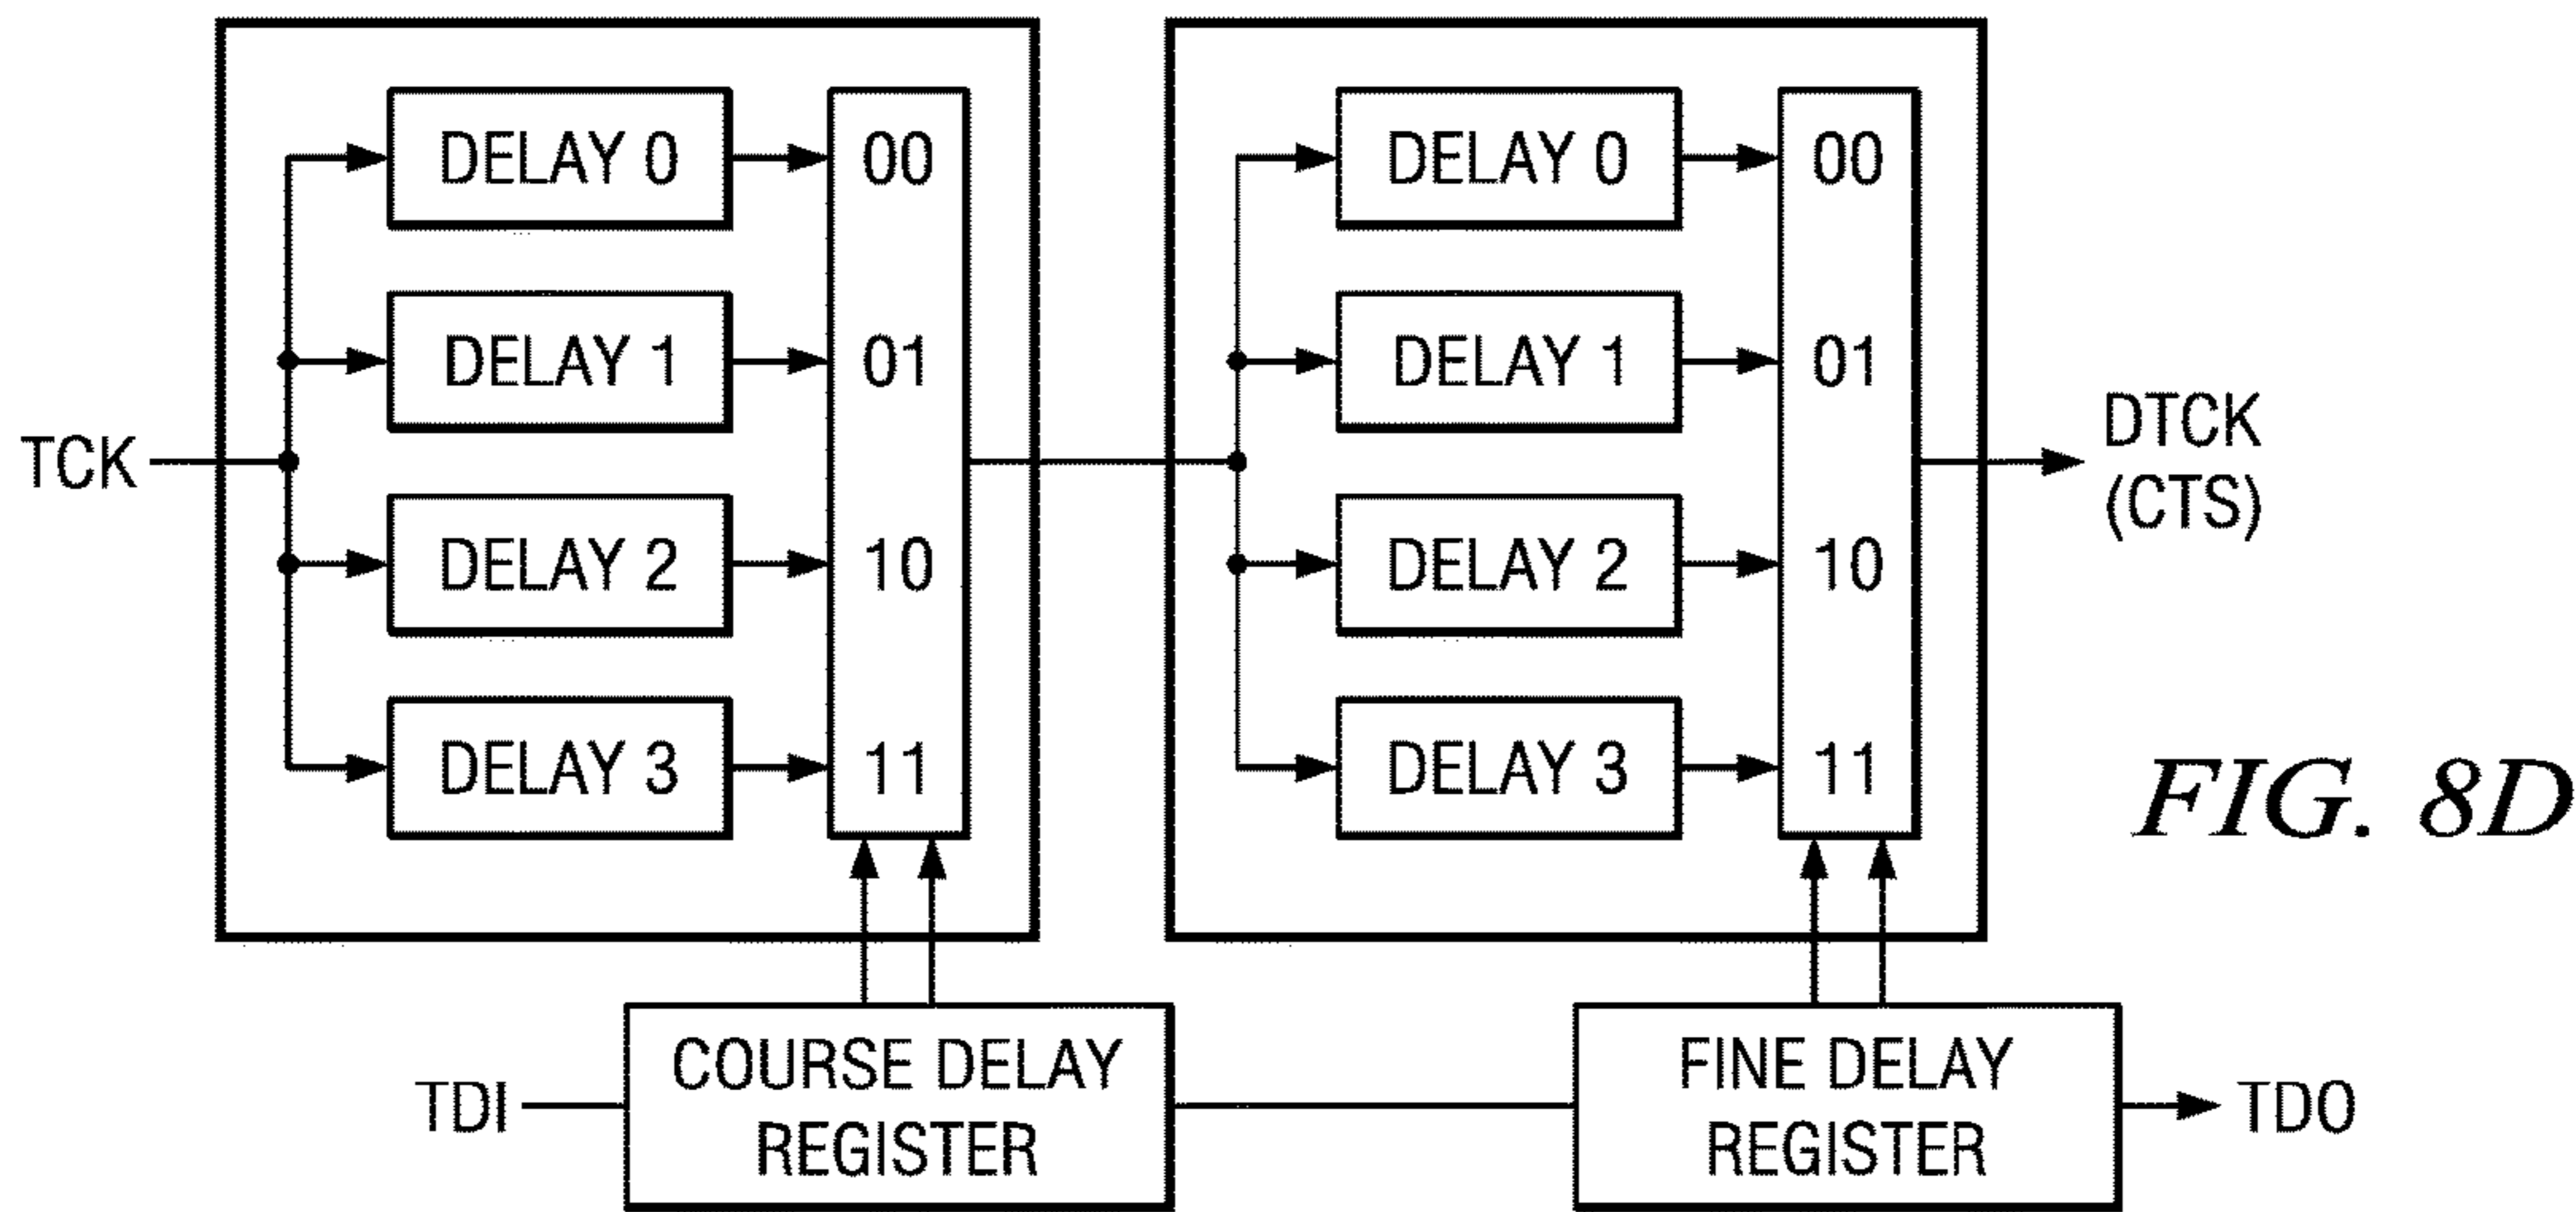 DELAY 0
00
DELAY 0
00
DELAY 1
01
DELAY 1
01
TCK
DTCK
(CTS)
DELAY 2
10
DELAY 2
10
DELAY 3
11
DELAY 3
11
FIG. 8D
TDI
COURSE DELAY
REGISTER
FINE DELAY
REGISTER
TDO